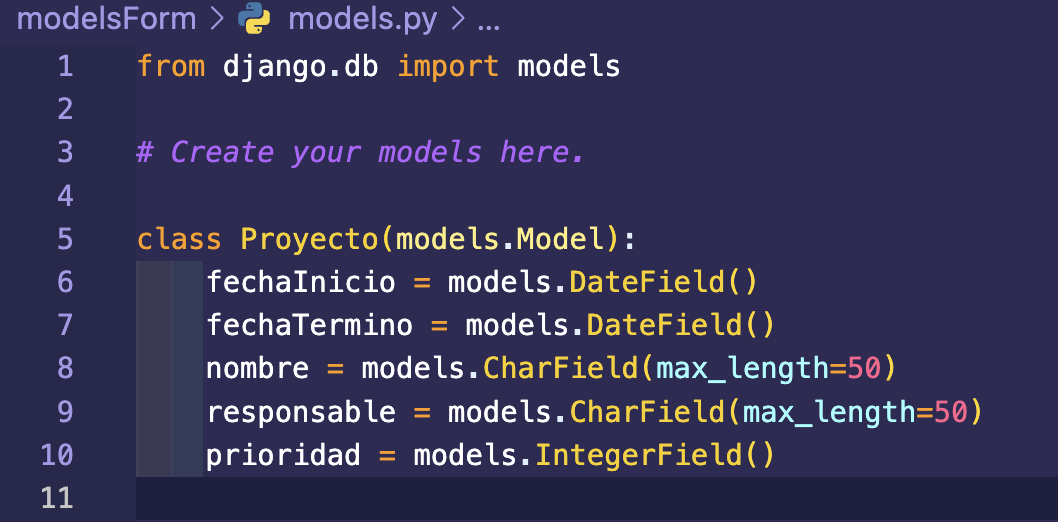 modelsForm > models.py > ...
1 from django.db import models
2
3 # Create your models here.
4
5 class Proyecto(models.Model):
6 fechaInicio = models.DateField()
7 fechaTermino = models.DateField()
8 nombre = models.CharField(max_length=50)
9 responsable = models.CharField(max_length=50)
10 prioridad = models.IntegerField()
11